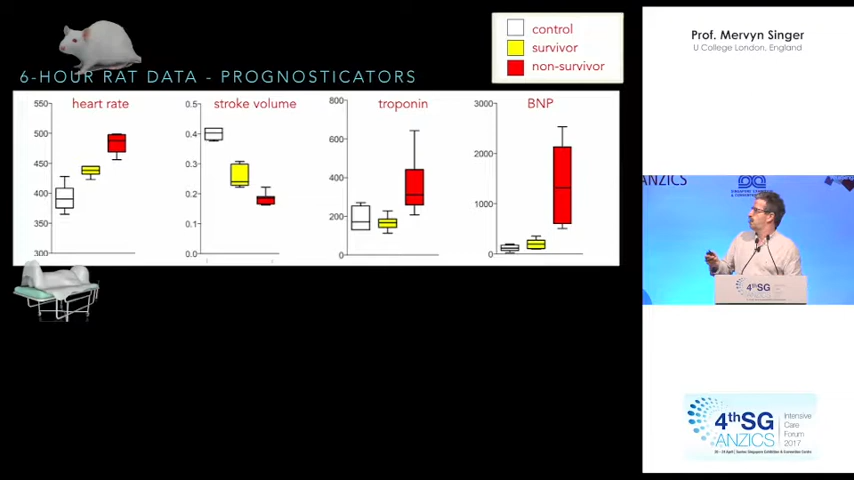 control
survivor
non-survivor
6-HOUR RAT DATA - PROGNOSTICATORS
heart rate
550
500
450
400
350
300
stroke volume
0.5
0.4
0.3
0.2
0.1
0.0
troponin
800
600
400
200
0
BNP
3000
2000
1000
0
Prof. Mervyn Singer
U College London, England
ANZICS
4thSG
ANZICS
4thSG
ANZICS
Intensive
Care
Forum
2017